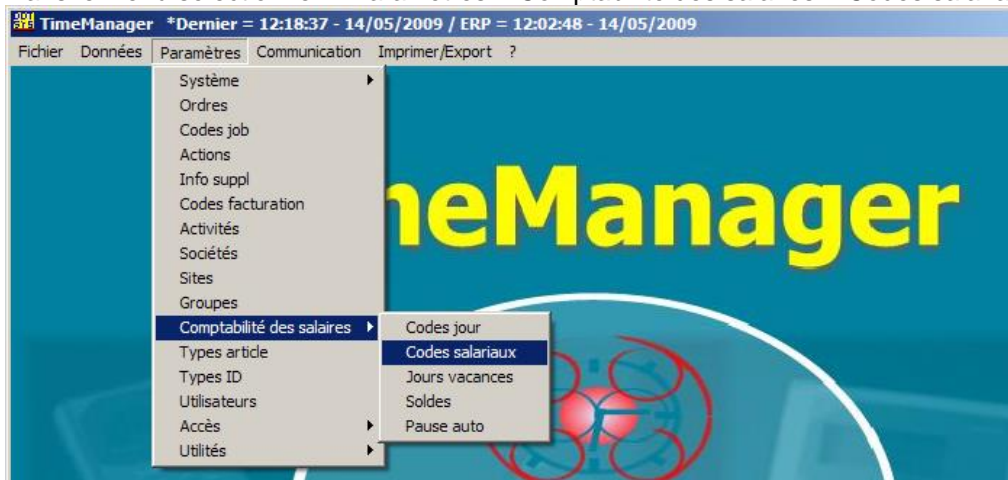 TimeManager *Dernier = 12:18:37 - 14/05/2009 / ERP = 12:02:48 - 14/05/2009
Fichier Données Paramètres Communication Imprimer/Export ?
Système
Ordres
Codes job
Actions
Info suppl
Codes facturation
Activités
Sociétés
Sites
Groupes
Comptabilité des salaires
Types article
Types ID
Utilisateurs
Accès
Utilités
Codes jour
Codes salariaux
Jours vacances
Soldes
Pause auto
meManager